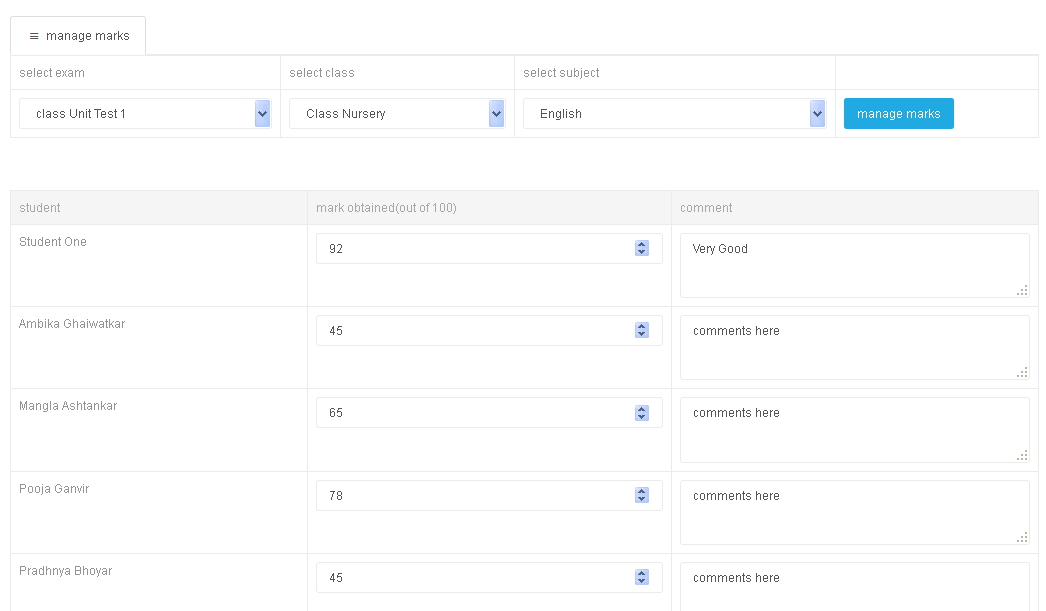 manage marks
select exam select class select subject
class Unit Test 1 Class Nursery English manage marks
student mark obtained(out of 100) comment
Student One 92 Very Good
Ambika Ghaiwatkar 45 comments here
Mangla Ashtankar 65 comments here
Pooja Ganvir 78 comments here
Pradhnya Bhoyar 45 comments here